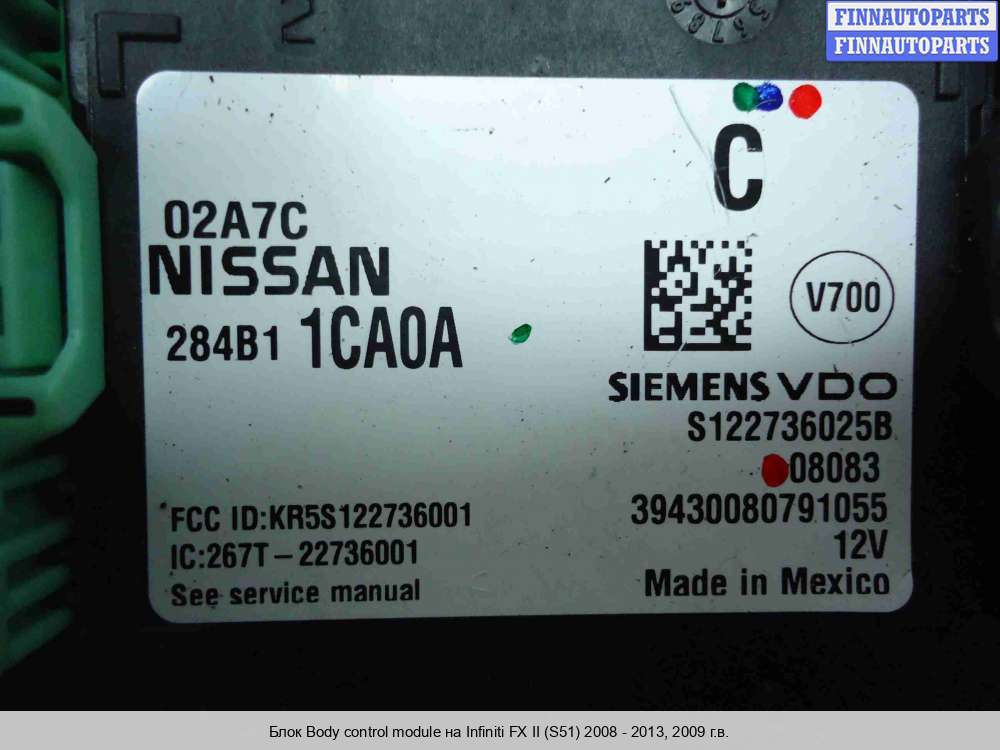 FINNAUTOPARTS
FINNAUTOPARTS
C
02A7C
NISSAN
284B1 1CA0A
V700
SIEMENS VDO
S122736025B
08083
39430080791055
12V
Made in Mexico
FCC ID:KR5S122736001
IC:267T-22736001
See service manual
Блок Body control module на Infiniti FX II (S51) 2008 - 2013, 2009 г.в.